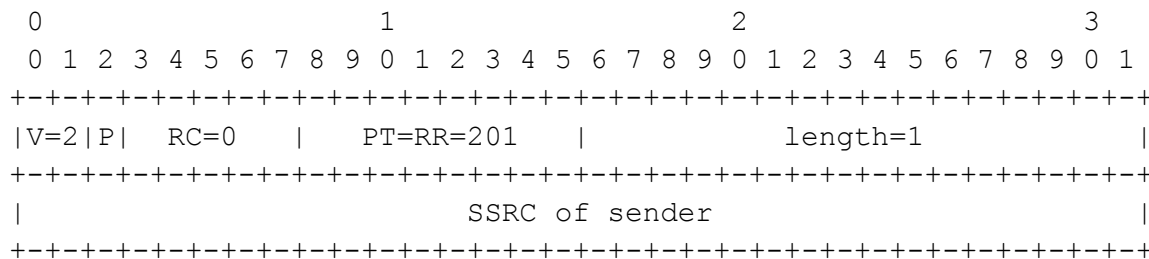 0                   1                   2                   3
 0 1 2 3 4 5 6 7 8 9 0 1 2 3 4 5 6 7 8 9 0 1 2 3 4 5 6 7 8 9 0 1
+-+-+-+-+-+-+-+-+-+-+-+-+-+-+-+-+-+-+-+-+-+-+-+-+-+-+-+-+-+-+-+-+
|V=2|P|  RC=0   |   PT=RR=201   |           length=1            |
+-+-+-+-+-+-+-+-+-+-+-+-+-+-+-+-+-+-+-+-+-+-+-+-+-+-+-+-+-+-+-+-+
|                         SSRC of sender                        |
+-+-+-+-+-+-+-+-+-+-+-+-+-+-+-+-+-+-+-+-+-+-+-+-+-+-+-+-+-+-+-+-+